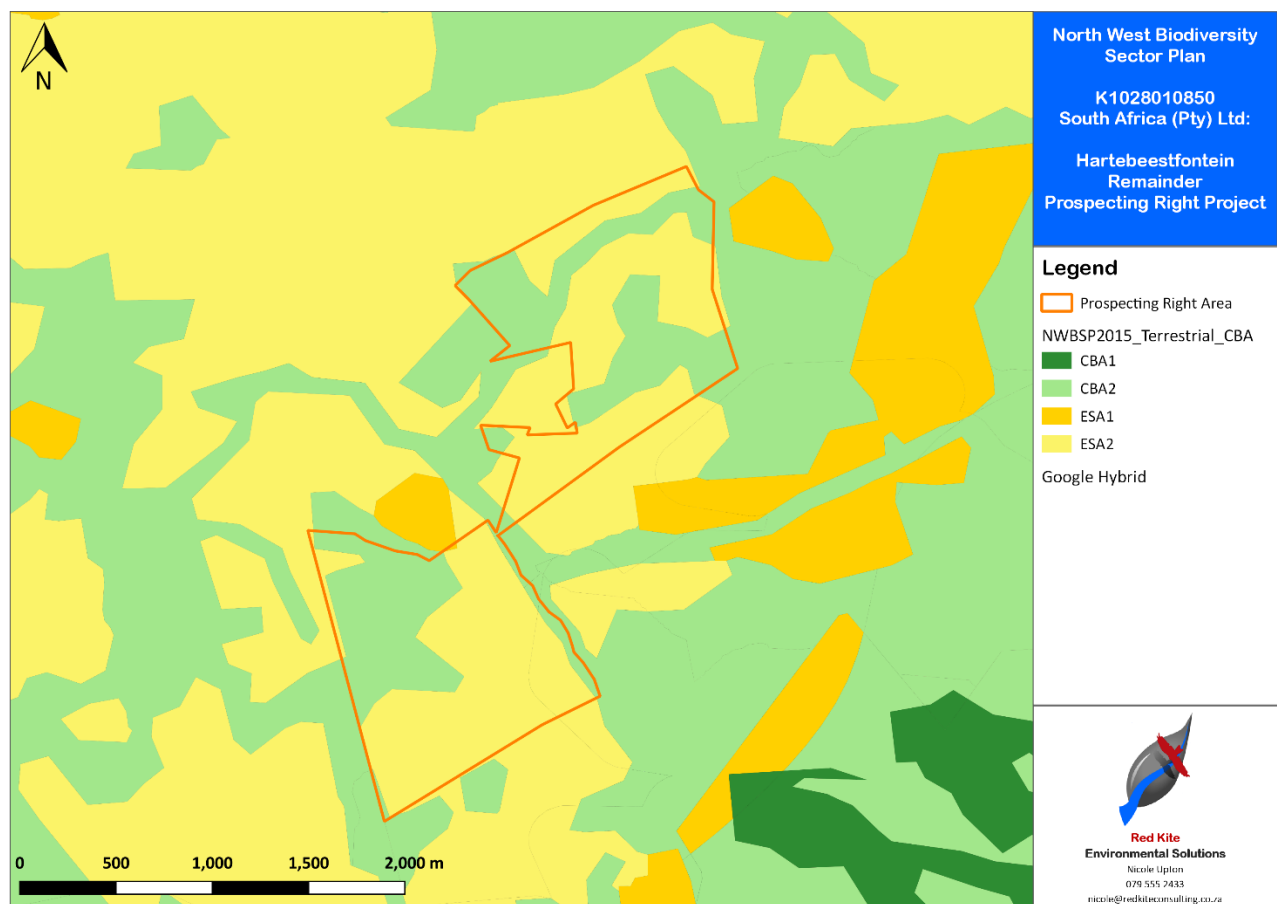 N
0 500 1,000 1,500 2,000 m
North West Biodiversity
Sector Plan
K1028010850
South Africa (Pty) Ltd:
Hartebeestfontein
Remainder
Prospecting Right Project
Legend
Prospecting Right Area
NWBSP2015_Terrestrial_CBA
CBA1
CBA2
ESA1
ESA2
Google Hybrid
Red Kite
Environmental Solutions
Nicole Upton
079 555 2433
nicole@redkiteconsulting.co.za